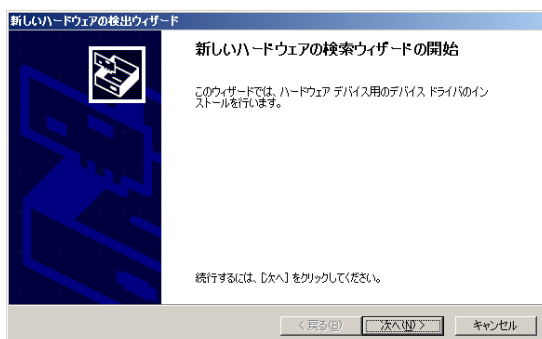 新しいハードウェアの検出ウィザード
新しいハードウェアの検索ウィザードの開始
このウィザードでは、ハードウェア デバイス用のデバイス ドライバのイン
ストールを行います。
続行するには、[次へ] をクリックしてください。
< 戻る(B)
次へ(N) >
キャンセル